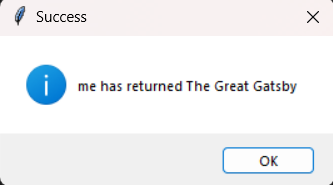 Success
me has returned The Great Gatsby
OK